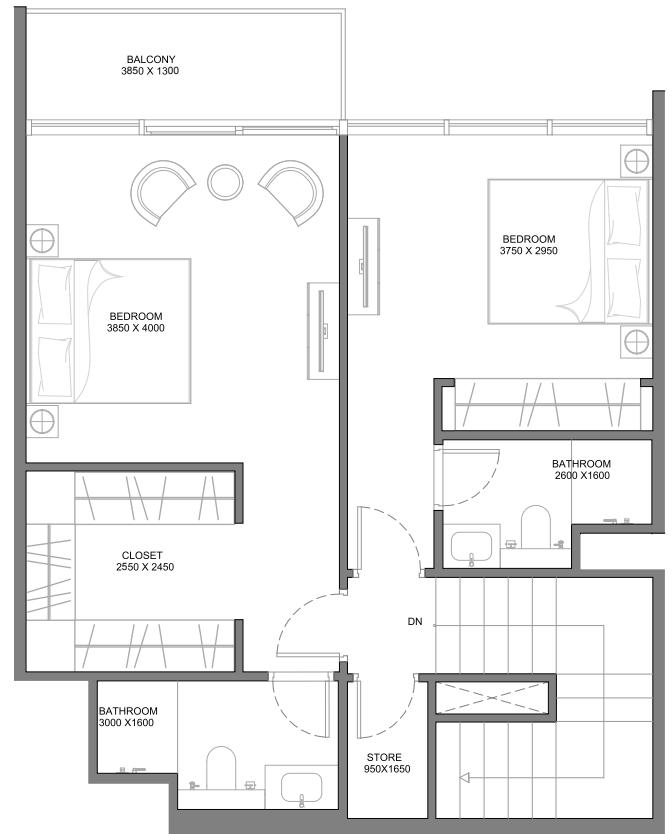 BALCONY
3850 X 1300
BEDROOM
3750 X 2950
BEDROOM
3850 X 4000
BATHROOM
2600 X1600
CLOSET
2550 X 2450
DN
BATHROOM
3000 X1600
STORE
950X1650